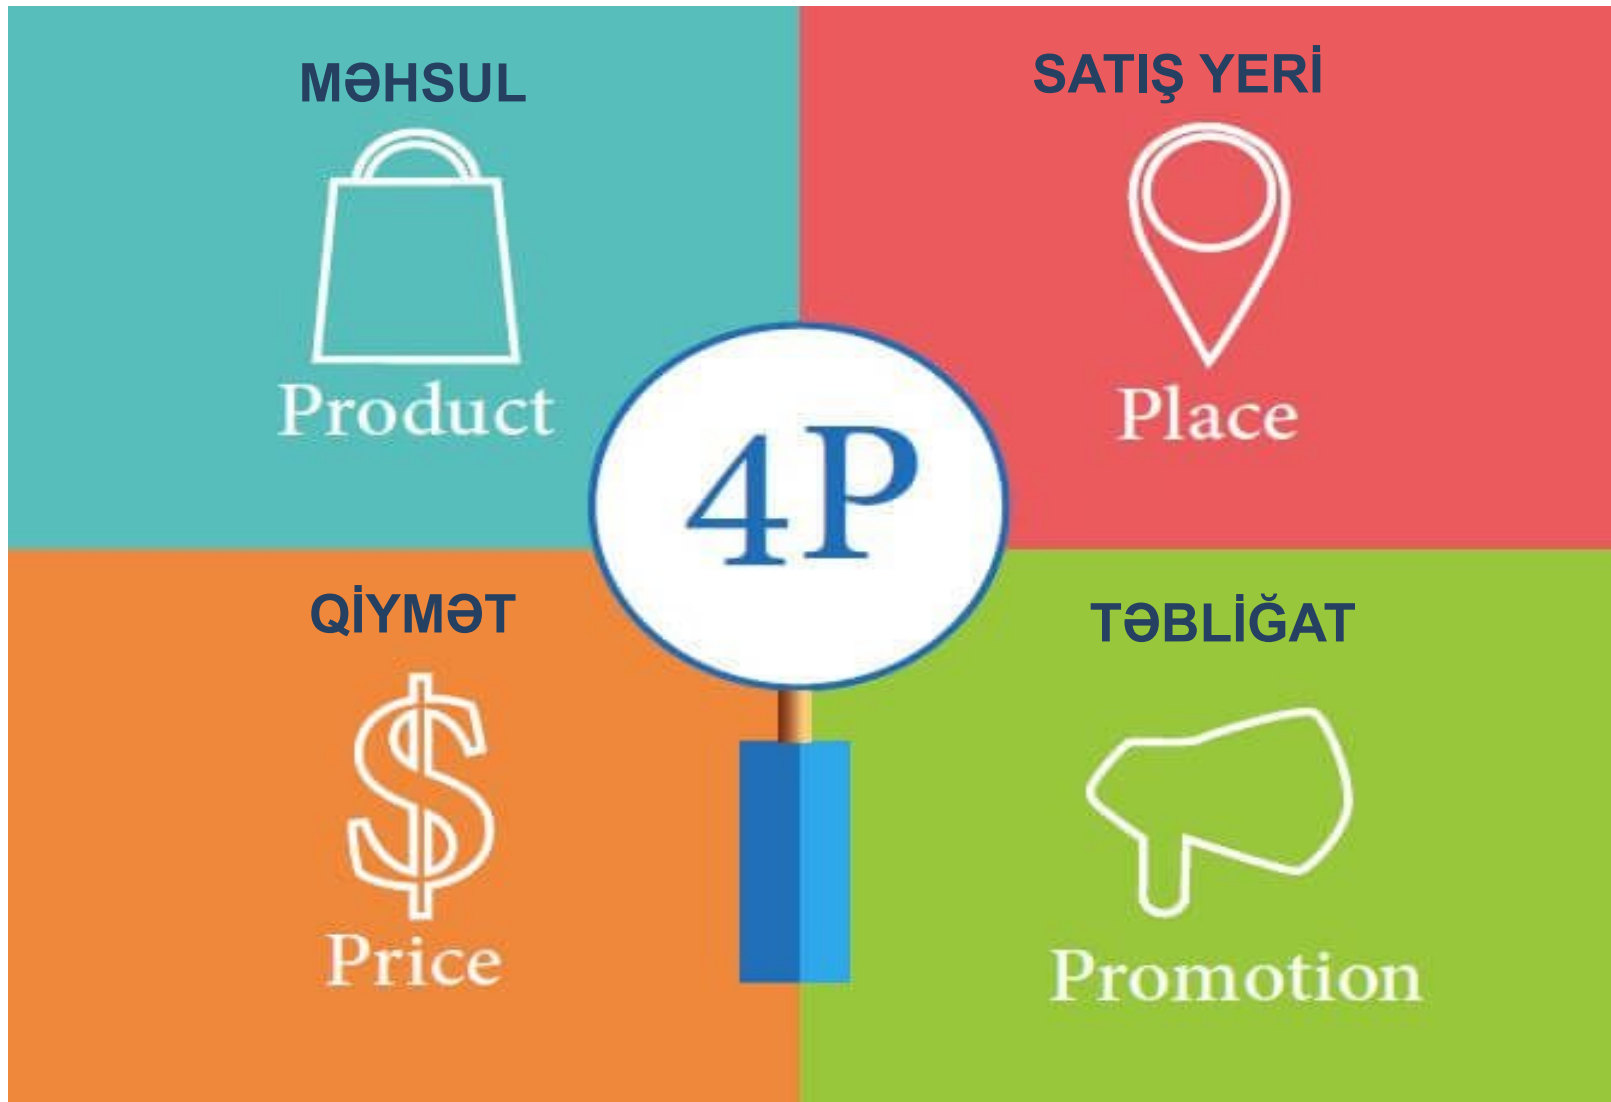 MƏHSUL
Product
SATIŞ YERİ
Place
4P
QİYMƏT
Price
TƏBLİĞAT
Promotion